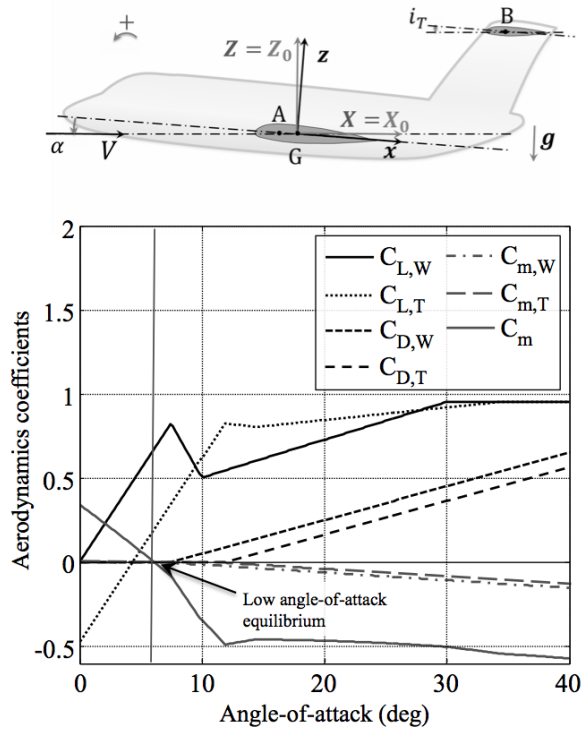 +
i_T
B
Z = Z_0
z
A
X = X_0
α
V
G
x
g
2
1.5
1
0.5
0
-0.5
Aerodynamics coefficients
C_L,W
C_L,T
C_D,W
C_D,T
C_m,W
C_m,T
C_m
Low angle-of-attack
equilibrium
0
10
20
30
40
Angle-of-attack (deg)